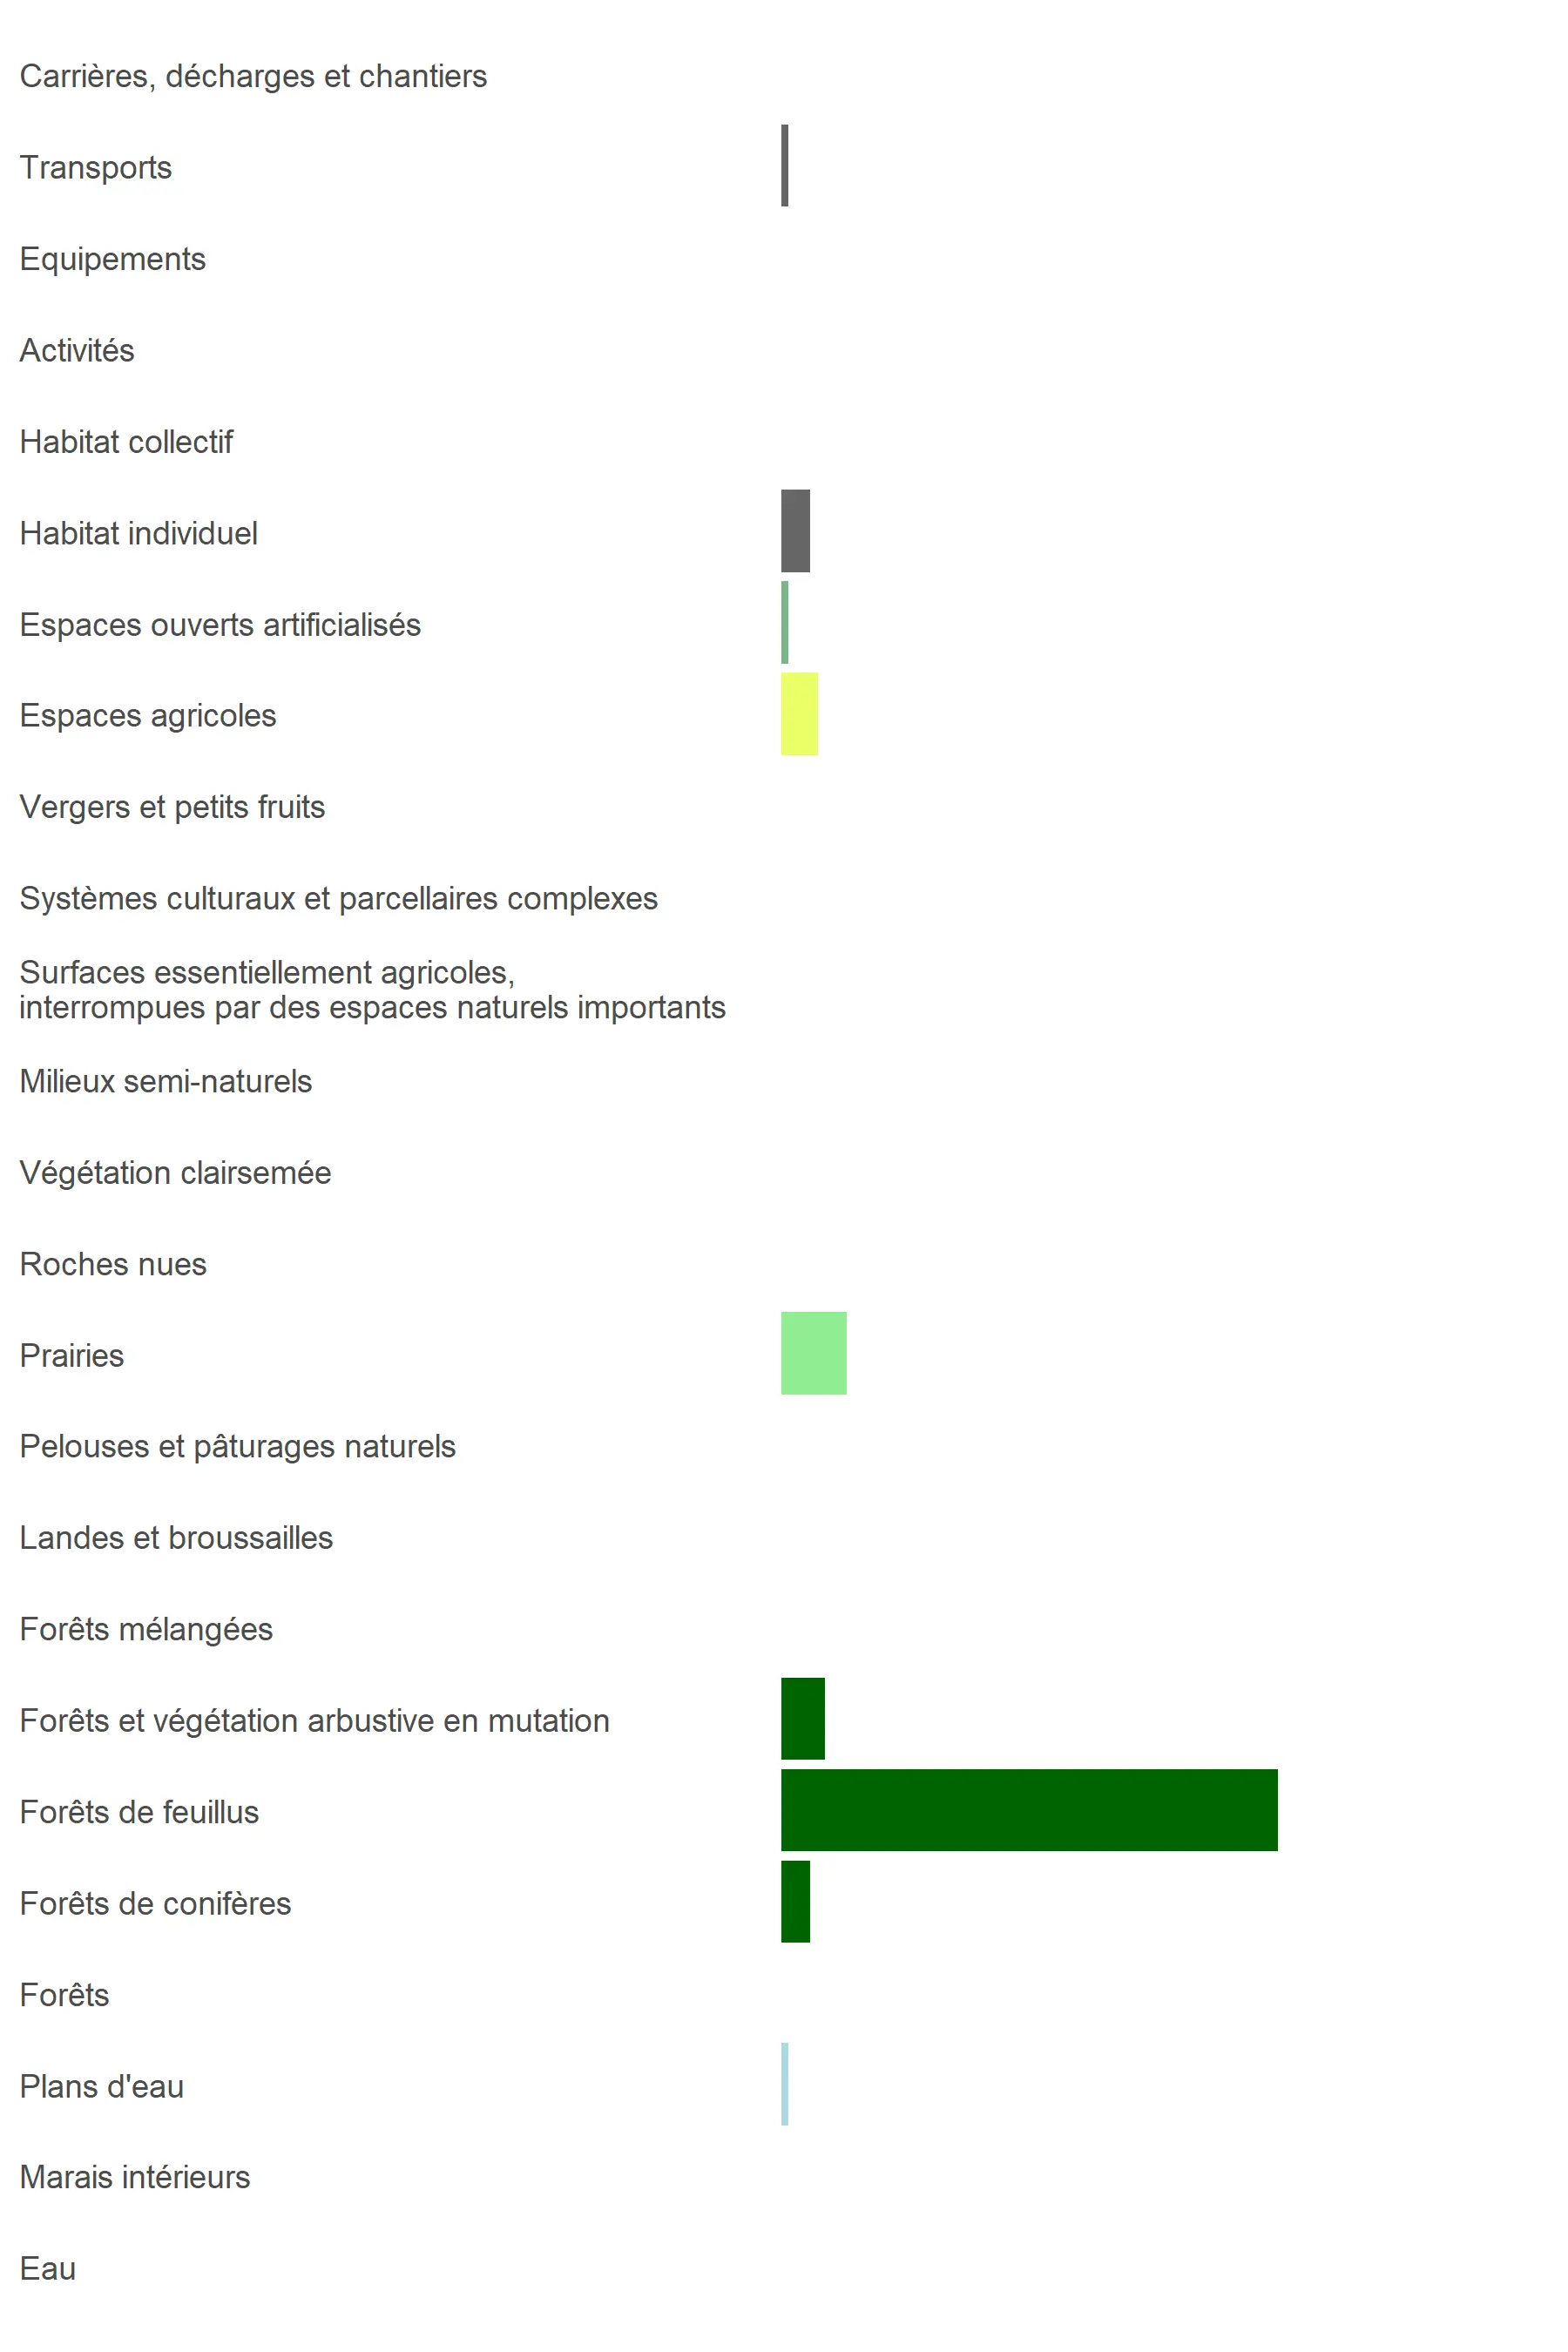 Carrières, décharges et chantiers
Transports
Equipements
Activités
Habitat collectif
Habitat individuel
Espaces ouverts artificialisés
Espaces agricoles
Vergers et petits fruits
Systèmes culturaux et parcellaires complexes
Surfaces essentiellement agricoles,
interrompues par des espaces naturels importants
Milieux semi-naturels
Végétation clairsemée
Roches nues
Prairies
Pelouses et pâturages naturels
Landes et broussailles
Forêts mélangées
Forêts et végétation arbustive en mutation
Forêts de feuillus
Forêts de conifères
Forêts
Plans d'eau
Marais intérieurs
Eau